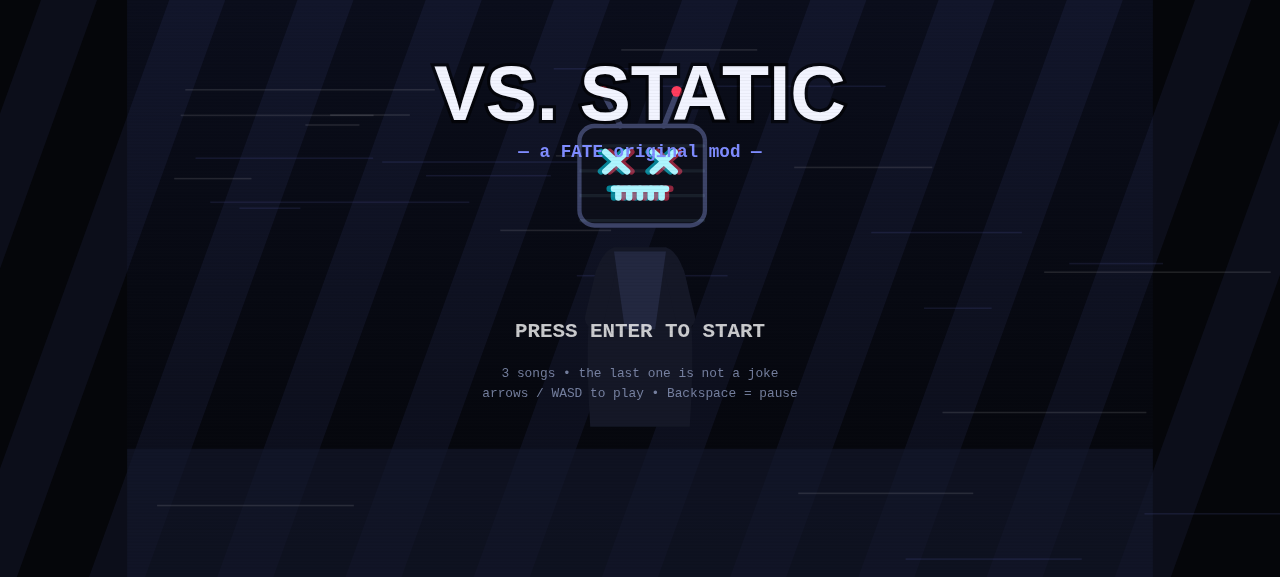 VS. STATIC
— a FATE original mod —
PRESS ENTER TO START
3 songs • the last one is not a joke
arrows / WASD to play • Backspace = pause